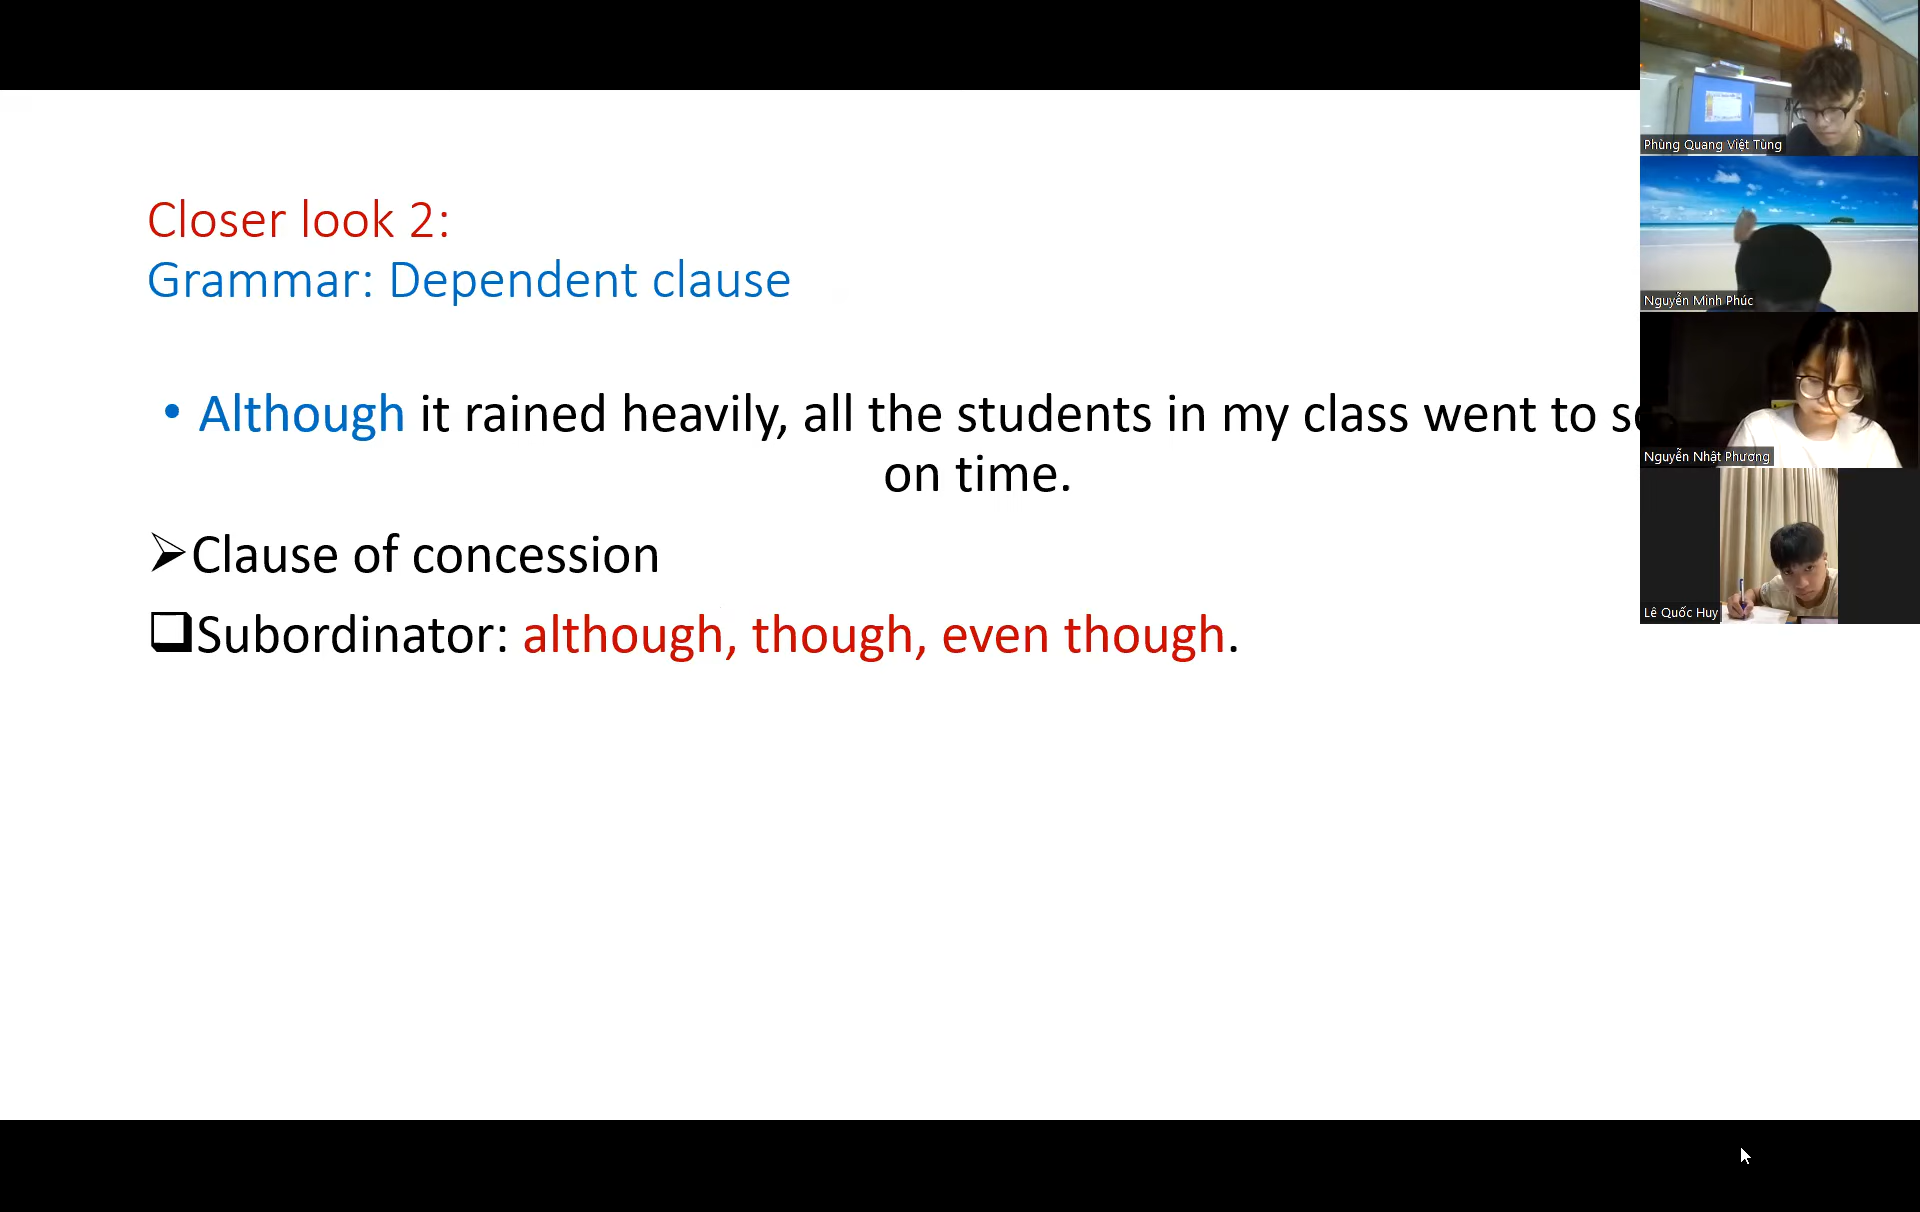 Closer look 2:
Grammar: Dependent clause
• Although it rained heavily, all the students in my class went to
on time.
➢Clause of concession
❑Subordinator: although, though, even though.
Phùng Quang Việt Tùng
Nguyễn Minh Phúc
Nguyễn Nhật Phương
Lê Quốc Huy